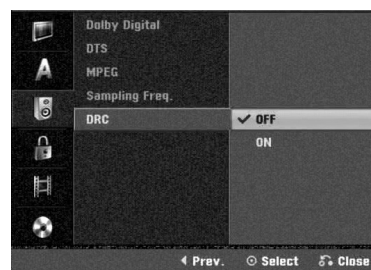 Dolby Digital
DTS
MPEG
Sampling Freq.
DRC
OFF
ON
A
Prev. Select Close